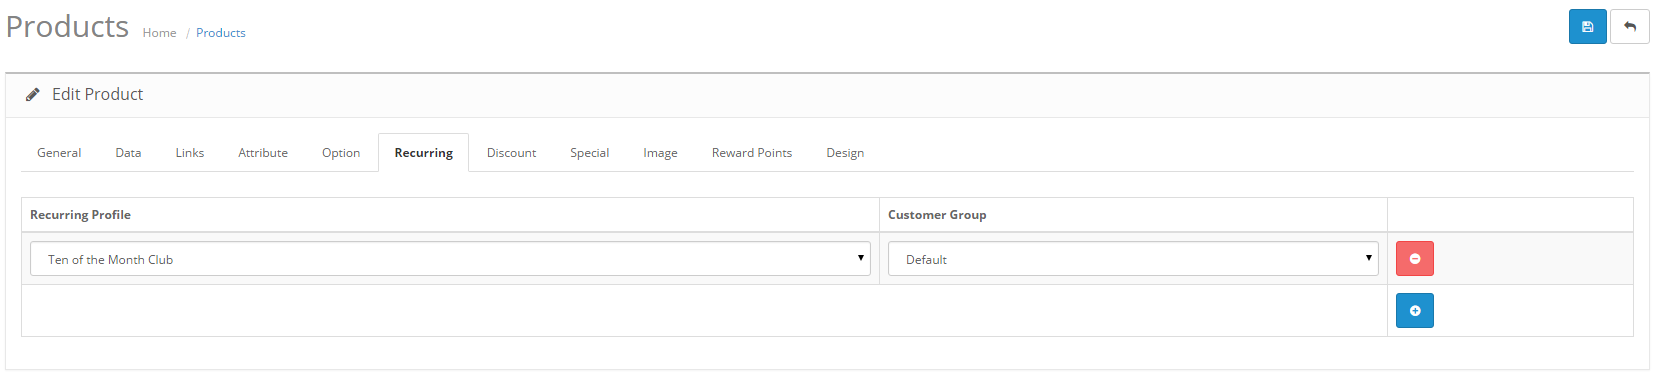 Products Home / Products
Edit Product
General Data Links Attribute Option Recurring Discount Special Image Reward Points Design
Recurring Profile Customer Group
Ten of the Month Club Default